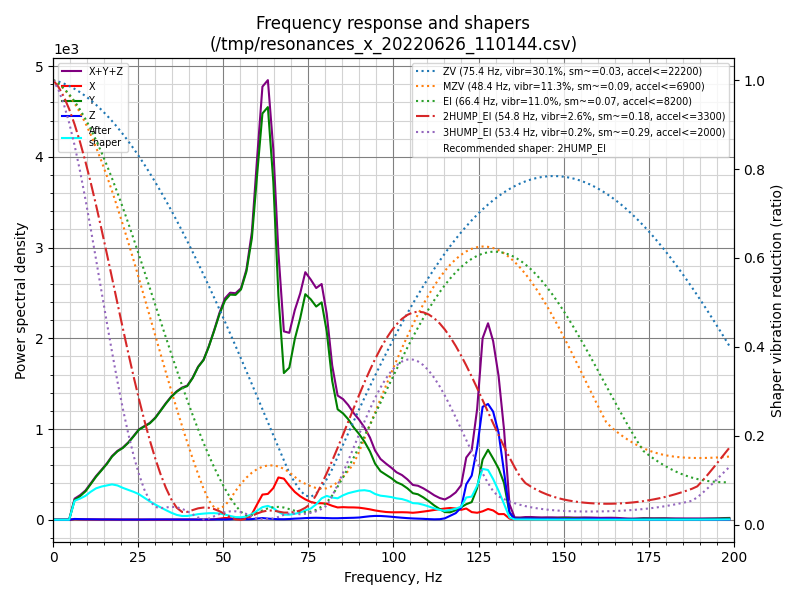 Frequency response and shapers
(/tmp/resonances_x_20220626_110144.csv)
1e3
X+Y+Z
X
Y
Z
After
shaper
ZV (75.4 Hz, vibr=30.1%, sm~=0.03, accel<=22200)
MZV (48.4 Hz, vibr=11.3%, sm~=0.09, accel<=6900)
EI (66.4 Hz, vibr=11.0%, sm~=0.07, accel<=8200)
2HUMP_EI (54.8 Hz, vibr=2.6%, sm~=0.18, accel<=3300)
3HUMP_EI (53.4 Hz, vibr=0.2%, sm~=0.29, accel<=2000)
Recommended shaper: 2HUMP_EI
5
4
3
2
1
0
Power spectral density
1.0
0.8
0.6
0.4
0.2
0.0
Shaper vibration reduction (ratio)
0 25 50 75 100 125 150 175 200
Frequency, Hz